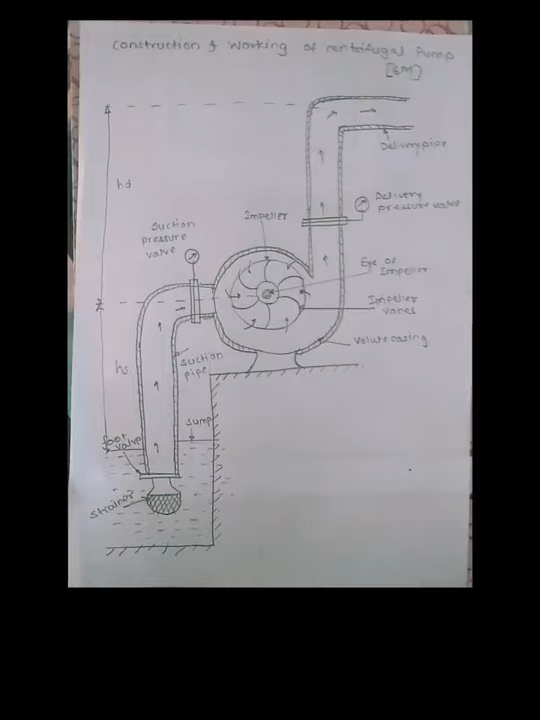 Construction & Working of centrifugal Pump
[6M]
Delivery pipe
hd
Delivery
pressure valve
Impeller
Suction
pressure
valve
Eye of
Impeller
Z
Impeller
vanes
Volute casing
hs
Suction
pipe
sump
foot
valve
strainer